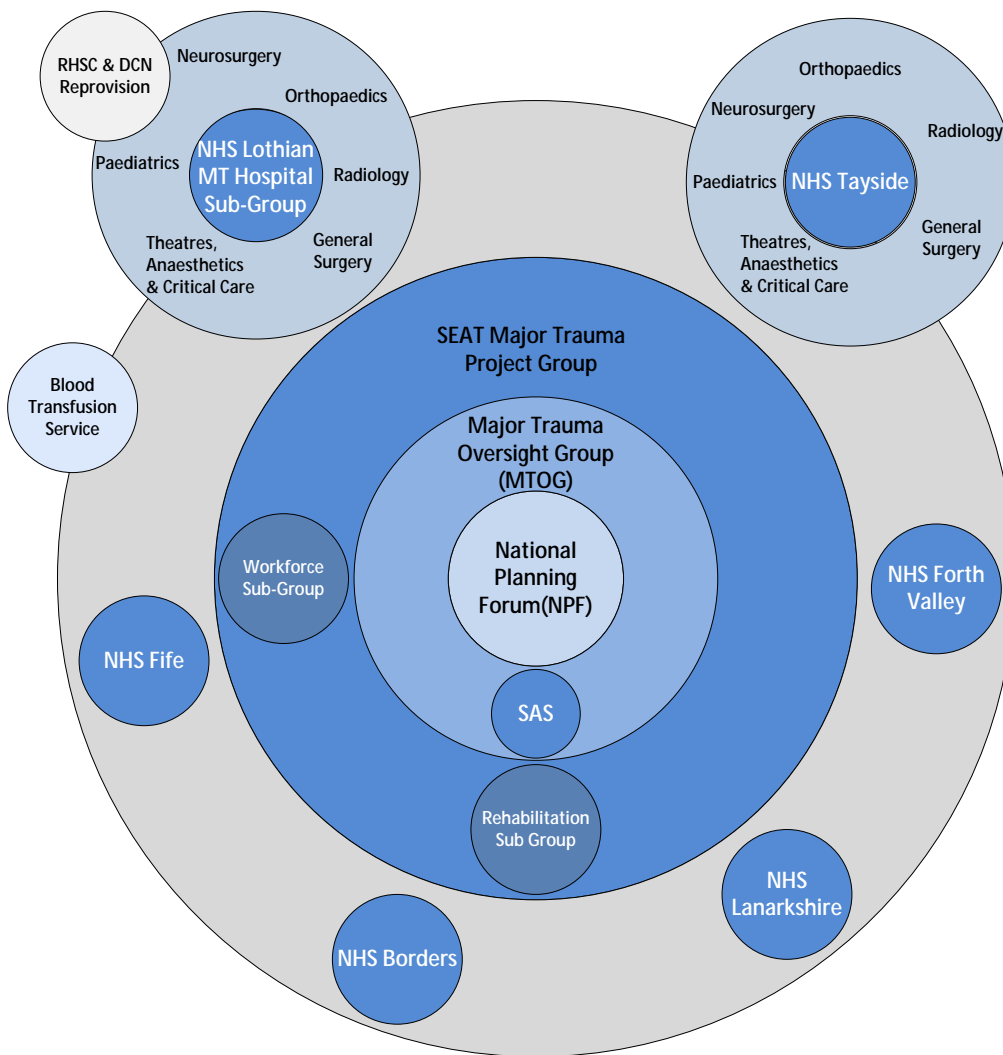 RHSC & DCN
Reprovision
Neurosurgery
Orthopaedics
Paediatrics
NHS Lothian
MT Hospital
Sub-Group
Radiology
Theatres,
Anaesthetics
& Critical Care
General
Surgery
Orthopaedics
Neurosurgery
Radiology
Paediatrics
NHS Tayside
Theatres,
Anaesthetics
& Critical Care
General
Surgery
SEAT Major Trauma
Project Group
Blood
Transfusion
Service
Major Trauma
Oversight Group
(MTOG)
National
Planning
Forum(NPF)
Workforce
Sub-Group
NHS Forth
Valley
NHS Fife
SAS
Rehabilitation
Sub Group
NHS
Lanarkshire
NHS Borders